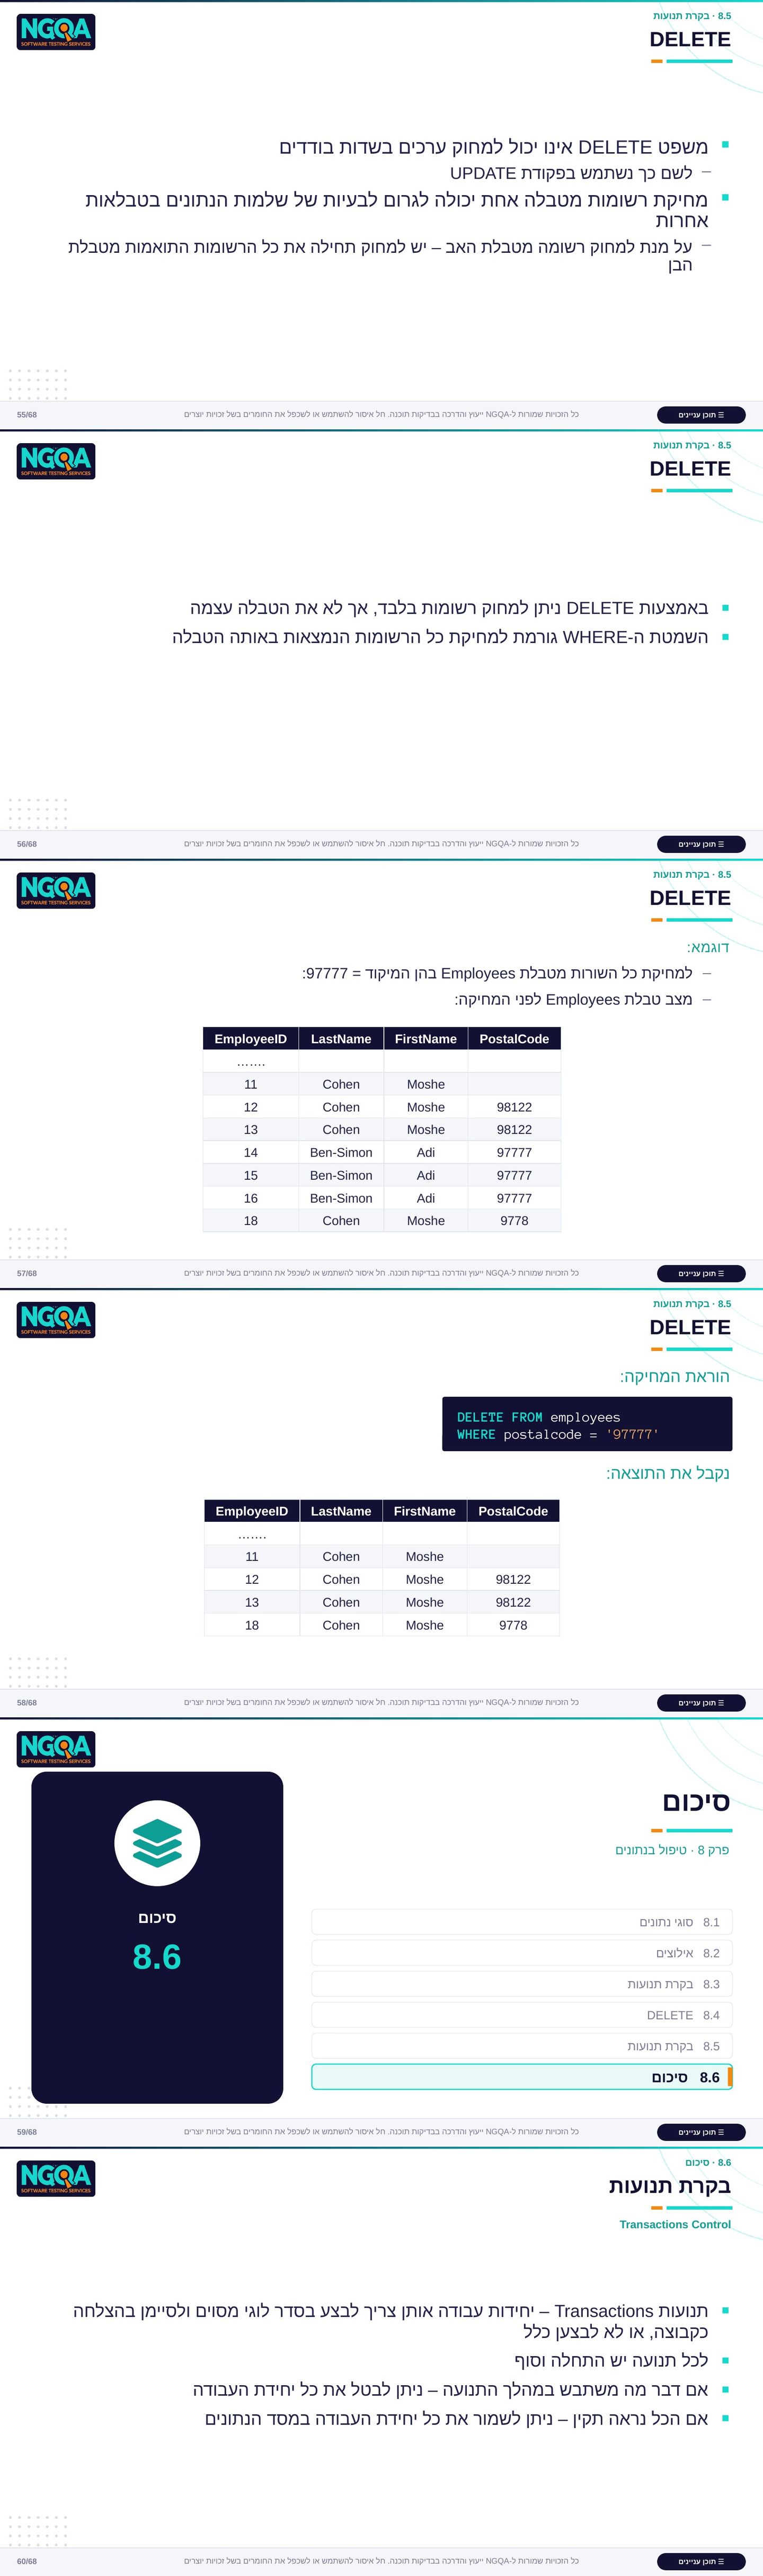 NGQA
SOFTWARE TESTING SERVICES
8.5 · בקרת תנועות
DELETE
משפט DELETE אינו יכול למחוק ערכים בשדות בודדים
– לשם כך נשתמש בפקודת UPDATE
מחיקת רשומות מטבלה אחת יכולה לגרום לבעיות של שלמות הנתונים בטבלאות
אחרות
– על מנת למחוק רשומה מטבלת האב – יש למחוק תחילה את כל הרשומות התואמות מטבלת
הבן
☰ תוכן עניינים
כל הזכויות שמורות ל-NGQA ייעוץ והדרכה בבדיקות תוכנה. חל איסור להשתמש או לשכפל את החומרים בשל זכויות יוצרים
55/68
NGQA
SOFTWARE TESTING SERVICES
8.5 · בקרת תנועות
DELETE
באמצעות DELETE ניתן למחוק רשומות בלבד, אך לא את הטבלה עצמה
השמטת ה-WHERE גורמת למחיקת כל הרשומות הנמצאות באותה הטבלה
☰ תוכן עניינים
כל הזכויות שמורות ל-NGQA ייעוץ והדרכה בבדיקות תוכנה. חל איסור להשתמש או לשכפל את החומרים בשל זכויות יוצרים
56/68
NGQA
SOFTWARE TESTING SERVICES
8.5 · בקרת תנועות
DELETE
דוגמא:
– למחיקת כל השורות מטבלת Employees בהן המיקוד = 97777:
– מצב טבלת Employees לפני המחיקה:
EmployeeID LastName FirstName PostalCode
.......
11 Cohen Moshe
12 Cohen Moshe 98122
13 Cohen Moshe 98122
14 Ben-Simon Adi 97777
15 Ben-Simon Adi 97777
16 Ben-Simon Adi 97777
18 Cohen Moshe 9778
☰ תוכן עניינים
כל הזכויות שמורות ל-NGQA ייעוץ והדרכה בבדיקות תוכנה. חל איסור להשתמש או לשכפל את החומרים בשל זכויות יוצרים
57/68
NGQA
SOFTWARE TESTING SERVICES
8.5 · בקרת תנועות
DELETE
הוראת המחיקה:
DELETE FROM employees
WHERE postalcode = '97777'
נקבל את התוצאה:
EmployeeID LastName FirstName PostalCode
.......
11 Cohen Moshe
12 Cohen Moshe 98122
13 Cohen Moshe 98122
18 Cohen Moshe 9778
☰ תוכן עניינים
כל הזכויות שמורות ל-NGQA ייעוץ והדרכה בבדיקות תוכנה. חל איסור להשתמש או לשכפל את החומרים בשל זכויות יוצרים
58/68
NGQA
SOFTWARE TESTING SERVICES
סיכום
פרק 8 · טיפול בנתונים
8.1 סוגי נתונים
8.2 אילוצים
8.3 בקרת תנועות
8.4 DELETE
8.5 בקרת תנועות
8.6 סיכום
סיכום
8.6
☰ תוכן עניינים
כל הזכויות שמורות ל-NGQA ייעוץ והדרכה בבדיקות תוכנה. חל איסור להשתמש או לשכפל את החומרים בשל זכויות יוצרים
59/68
NGQA
SOFTWARE TESTING SERVICES
8.6 · סיכום
בקרת תנועות
Transactions Control
תנועות Transactions – יחידות עבודה אותן צריך לבצע בסדר לוגי מסוים ולסיימן בהצלחה
כקבוצה, או לא לבצען כלל
לכל תנועה יש התחלה וסוף
אם דבר מה משתבש במהלך התנועה – ניתן לבטל את כל יחידת העבודה
אם הכל נראה תקין – ניתן לשמור את כל יחידת העבודה במסד הנתונים
☰ תוכן עניינים
כל הזכויות שמורות ל-NGQA ייעוץ והדרכה בבדיקות תוכנה. חל איסור להשתמש או לשכפל את החומרים בשל זכויות יוצרים
60/68